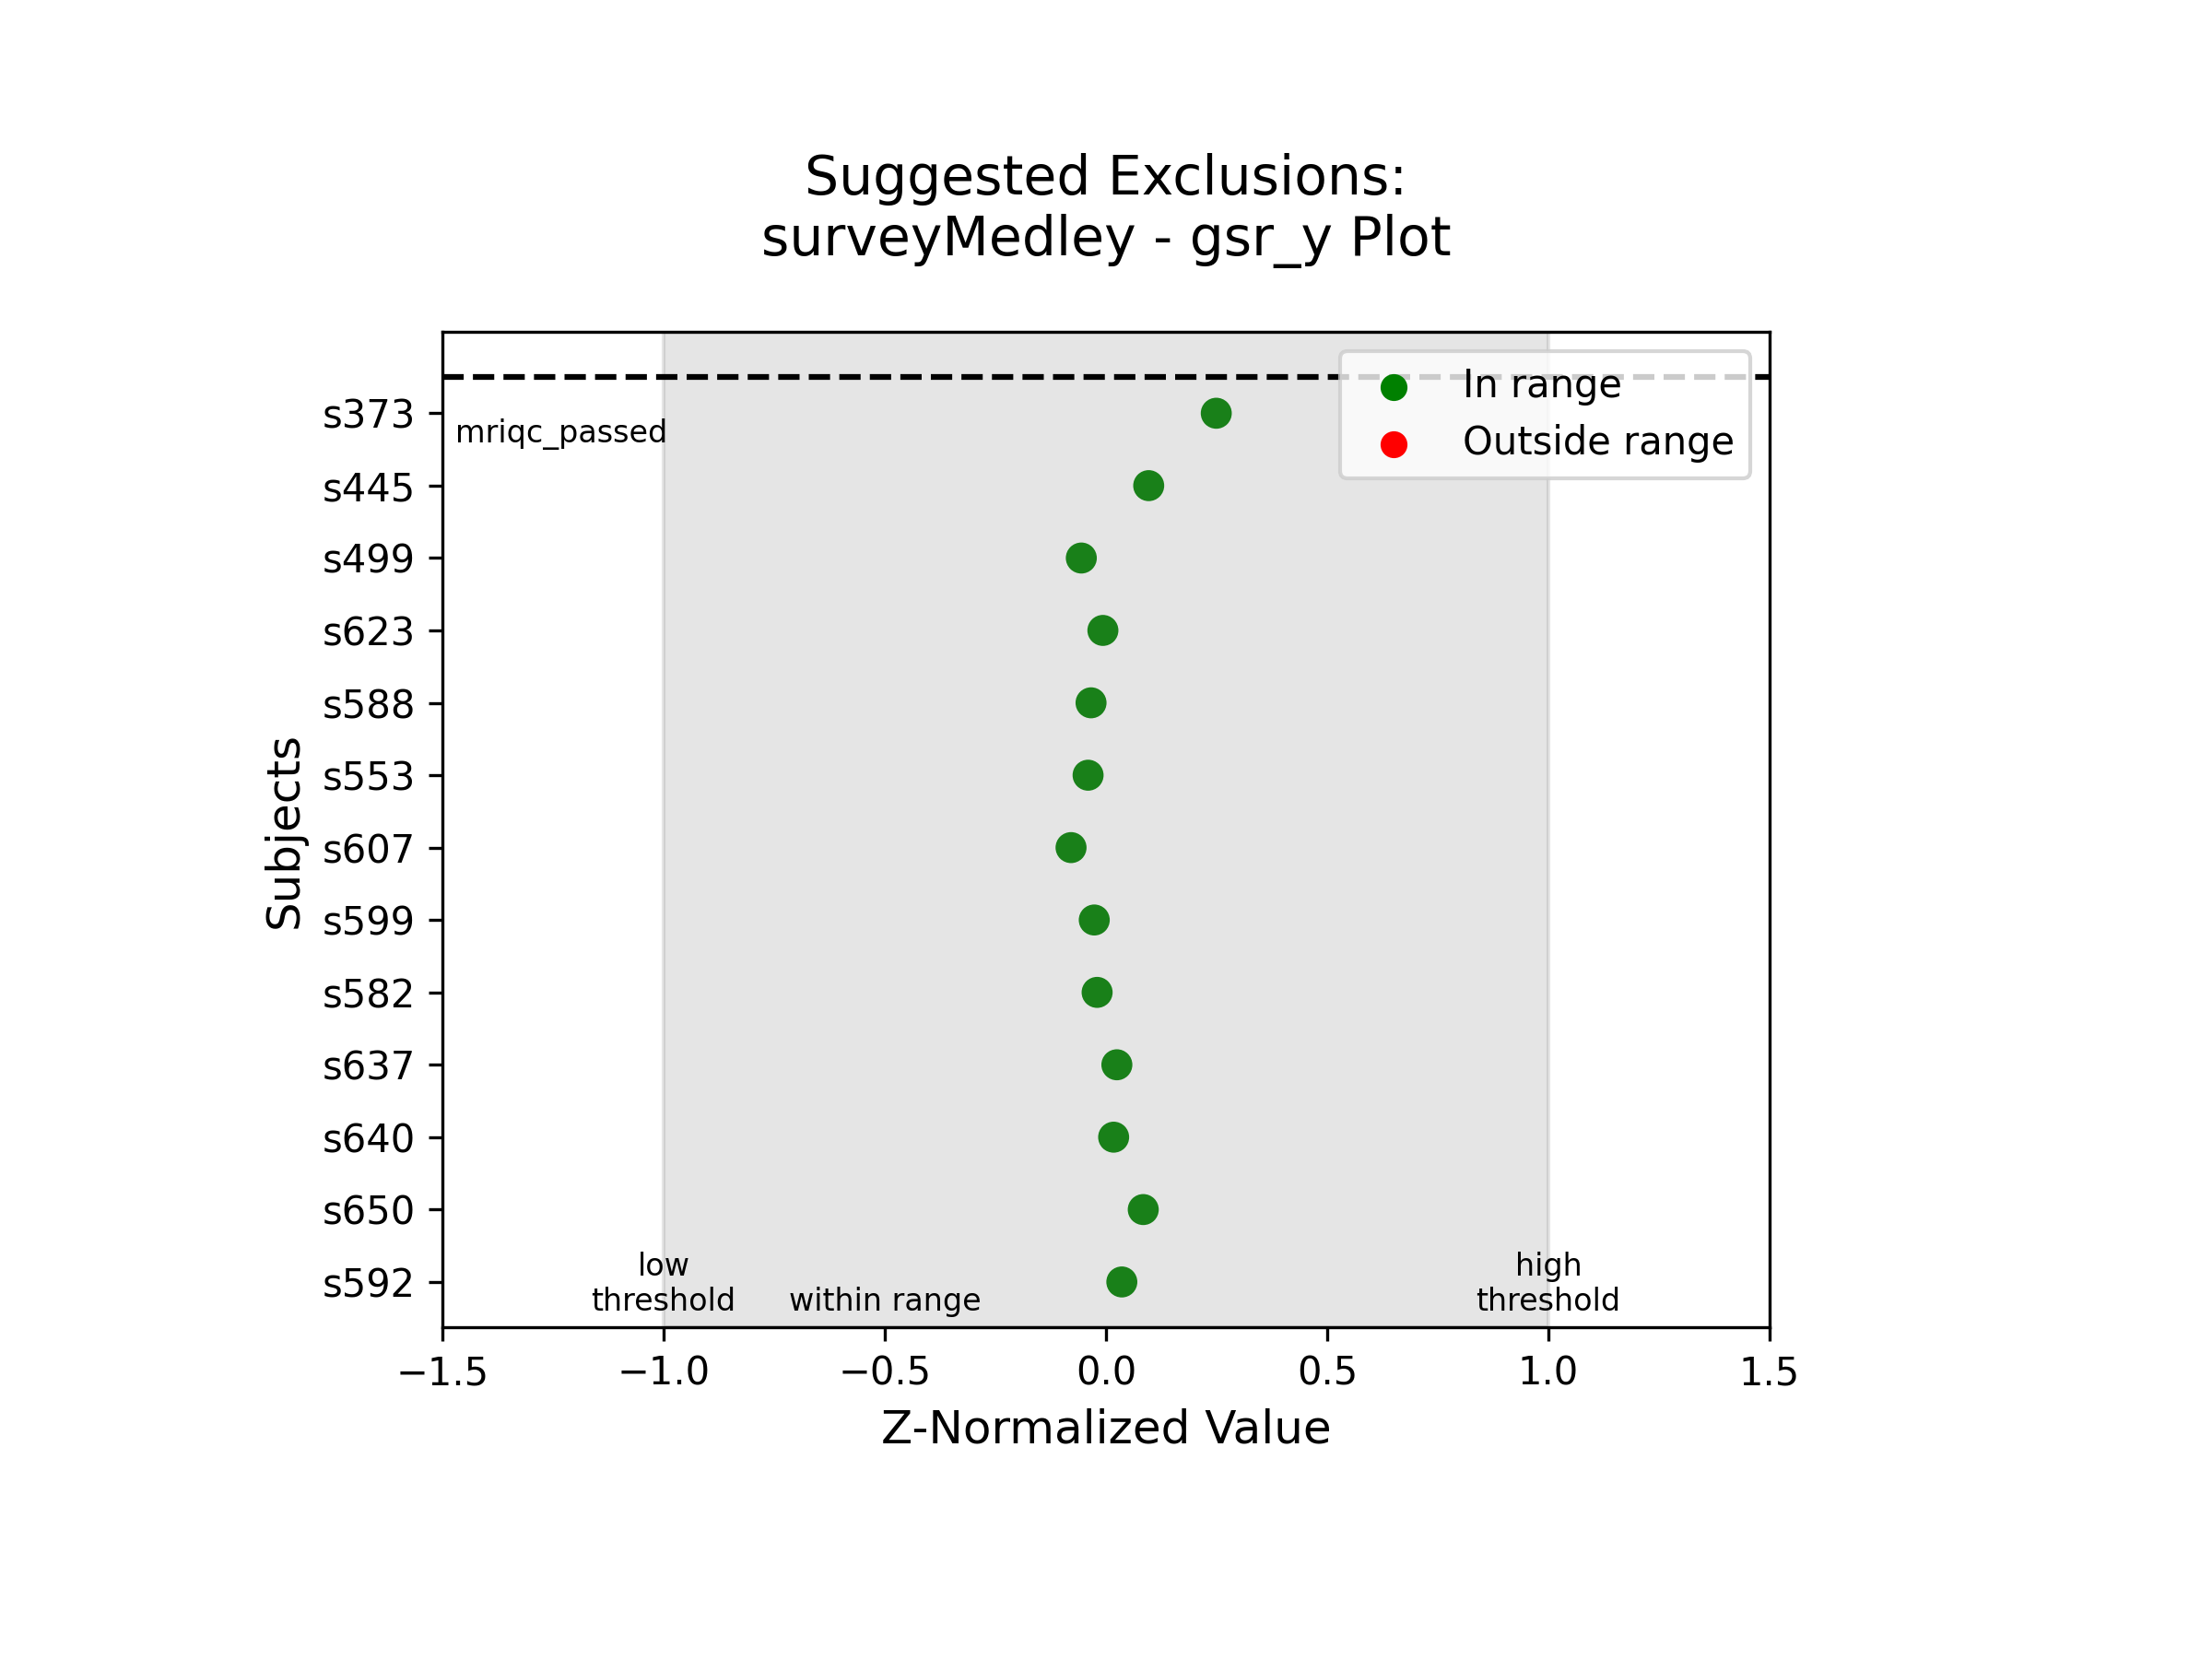 Suggested Exclusions:
surveyMedley - gsr_y Plot
In range
Outside range
mriqc_passed
s373
s445
s499
s623
s588
s553
s607
s599
s582
s637
s640
s650
s592
Subjects
low
threshold
within range
high
threshold
−1.5
−1.0
−0.5
0.0
0.5
1.0
1.5
Z-Normalized Value